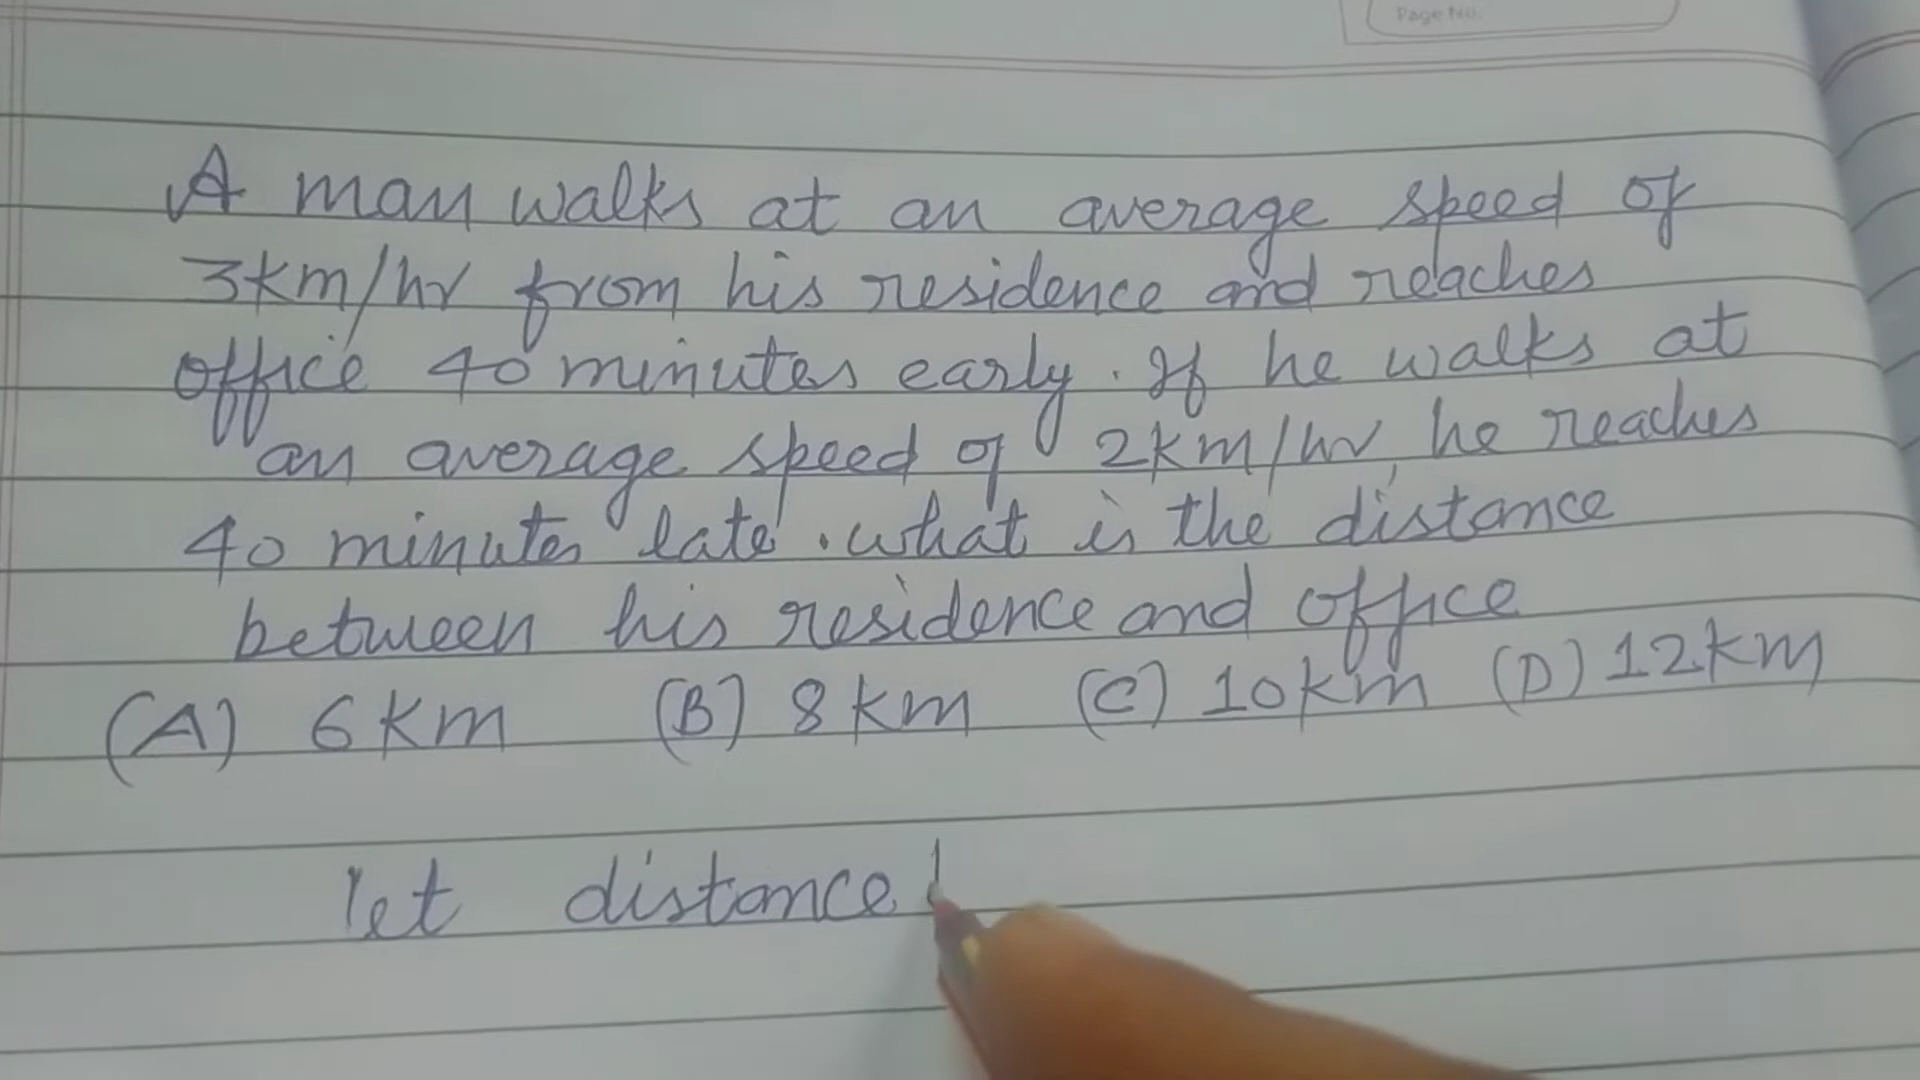 Page No.
A man walks at an average speed of
3km/hr from his residence and reaches
office 40 minutes early. If he walks at
an average speed of 2km/hr, he reaches
40 minutes late. what is the distance
between his residence and office
(A) 6km (B) 8km (C) 10km (D) 12km
let distance